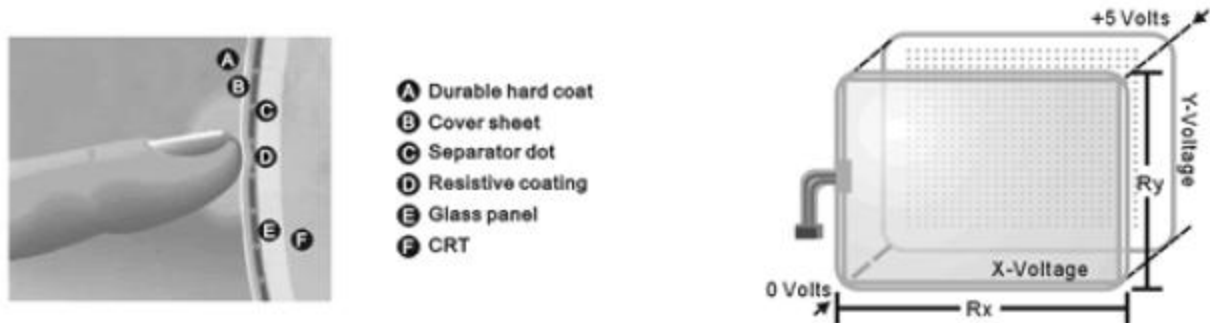 A
B
C
D
E
F
A Durable hard coat
B Cover sheet
C Separator dot
D Resistive coating
E Glass panel
F CRT
+5 Volts
Y-Voltage
Ry
X-Voltage
0 Volts
Rx